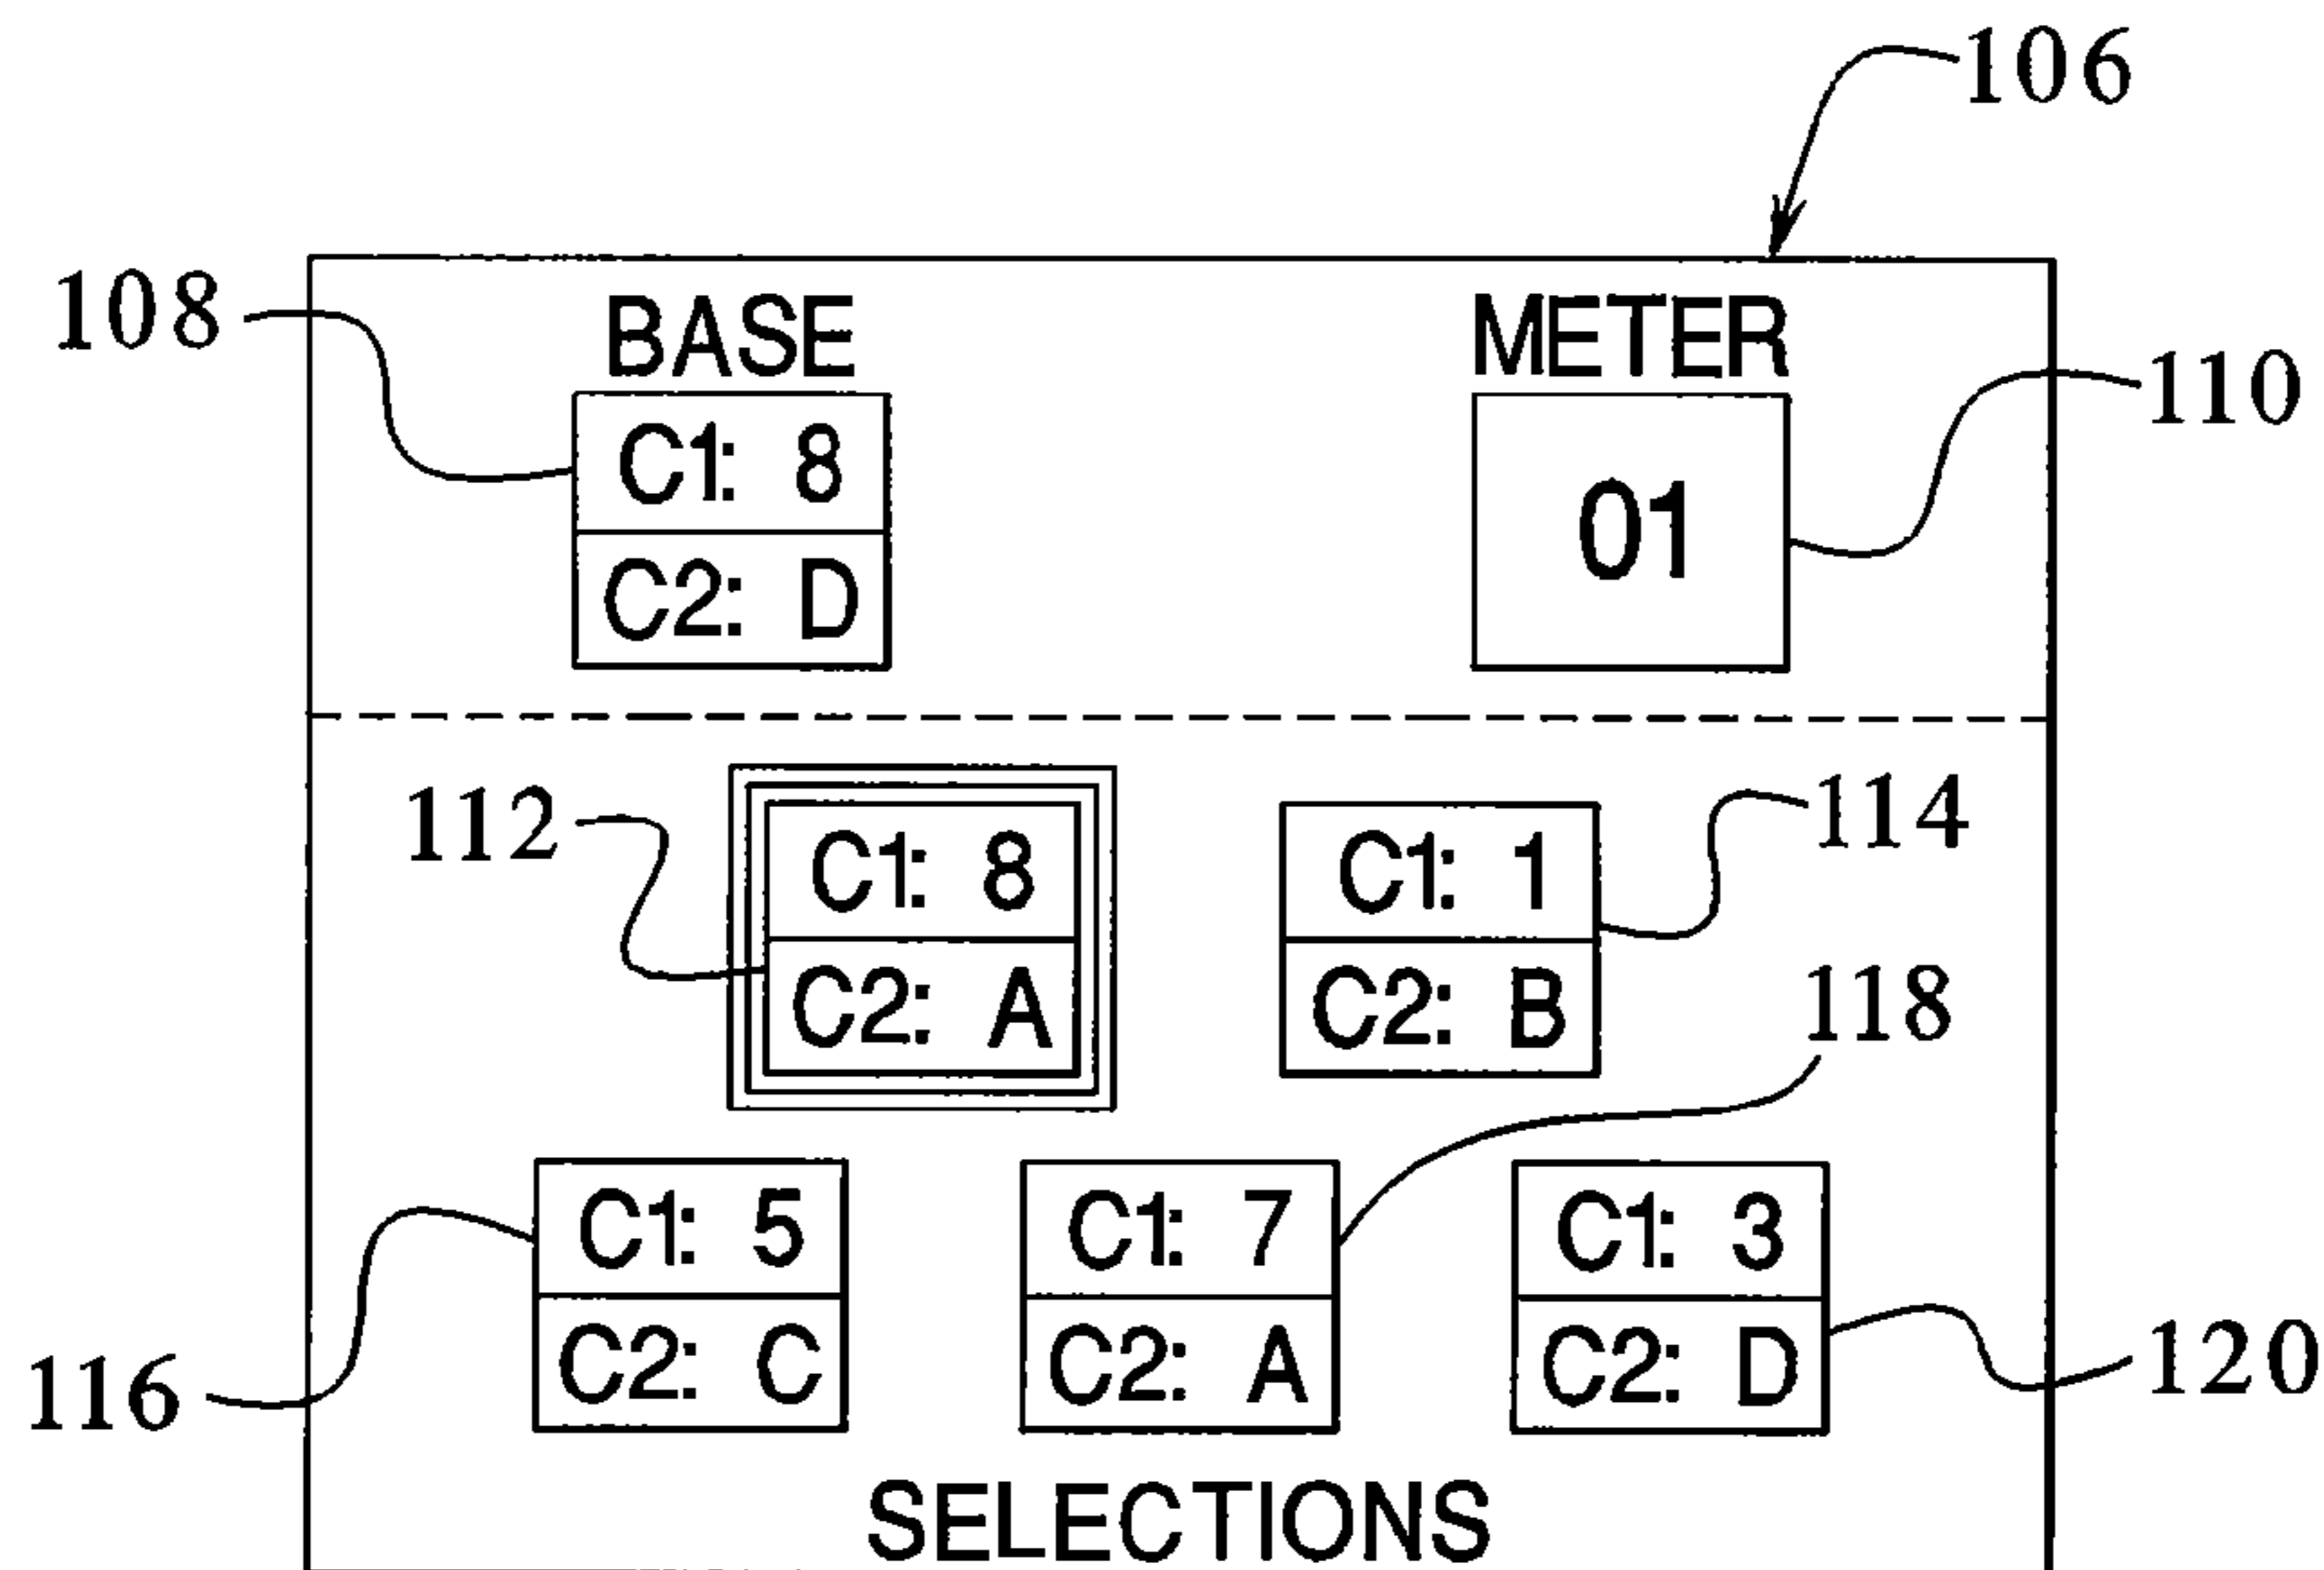 106
108
BASE
METER
110
C1: 8
C2: D
01
112
C1: 8
C2: A
C1: 1
C2: B
114
118
C1: 5
C2: C
C1: 7
C2: A
C1: 3
C2: D
116
120
SELECTIONS